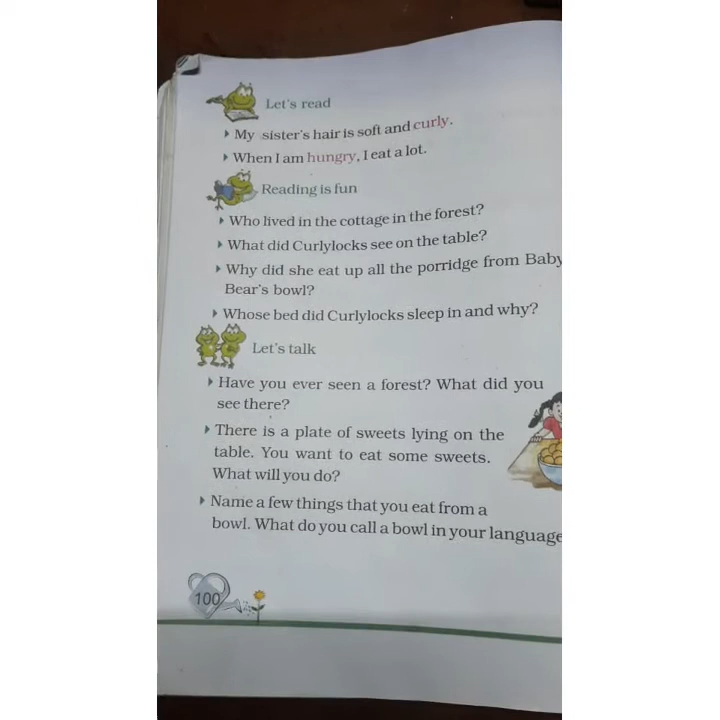 Let's read
My sister's hair is soft and curly.
When I am hungry, I eat a lot.
Reading is fun
Who lived in the cottage in the forest?
What did Curlylocks see on the table?
Why did she eat up all the porridge from Baby
Bear's bowl?
Whose bed did Curlylocks sleep in and why?
Let's talk
Have you ever seen a forest? What did you
see there?
There is a plate of sweets lying on the
table. You want to eat some sweets.
What will you do?
Name a few things that you eat from a
bowl. What do you call a bowl in your language
100